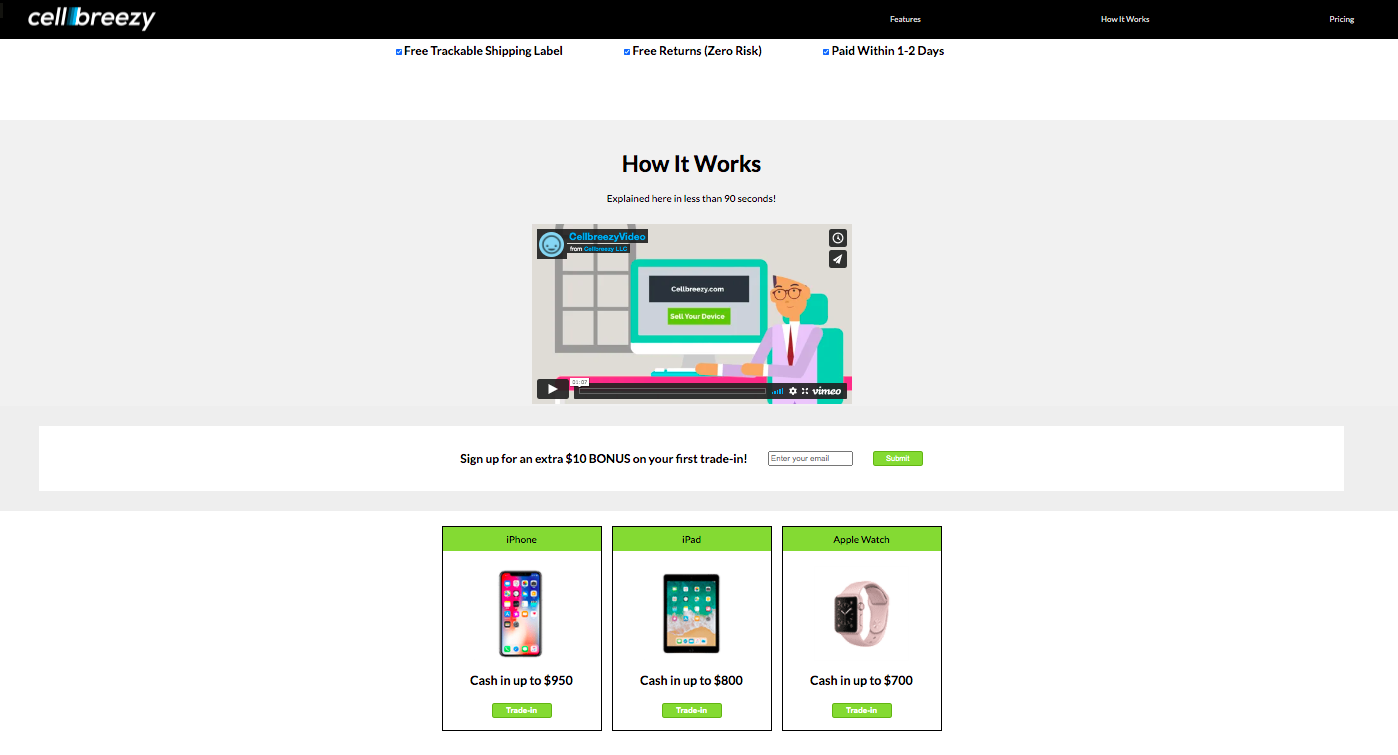 cellbreezy
Features
How It Works
Pricing
Free Trackable Shipping Label
Free Returns (Zero Risk)
Paid Within 1-2 Days
How It Works
Explained here in less than 90 seconds!
CellbreezyVideo
from Cellbreezy LLC
Cellbreezy.com
Sell Your Device
01:07
vimeo
Sign up for an extra $10 BONUS on your first trade-in!
Enter your email
Submit
iPhone
iPad
Apple Watch
Cash in up to $950
Cash in up to $800
Cash in up to $700
Trade-in
Trade-in
Trade-in